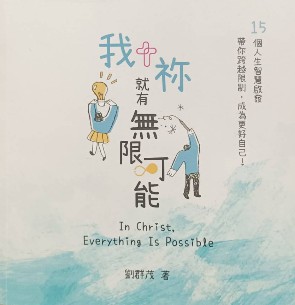 15個人生智慧啟發
帶你跨越限制，成為更好自己！
我+祢
就有
無限可能
In Christ,
Everything Is Possible
劉群茂 著